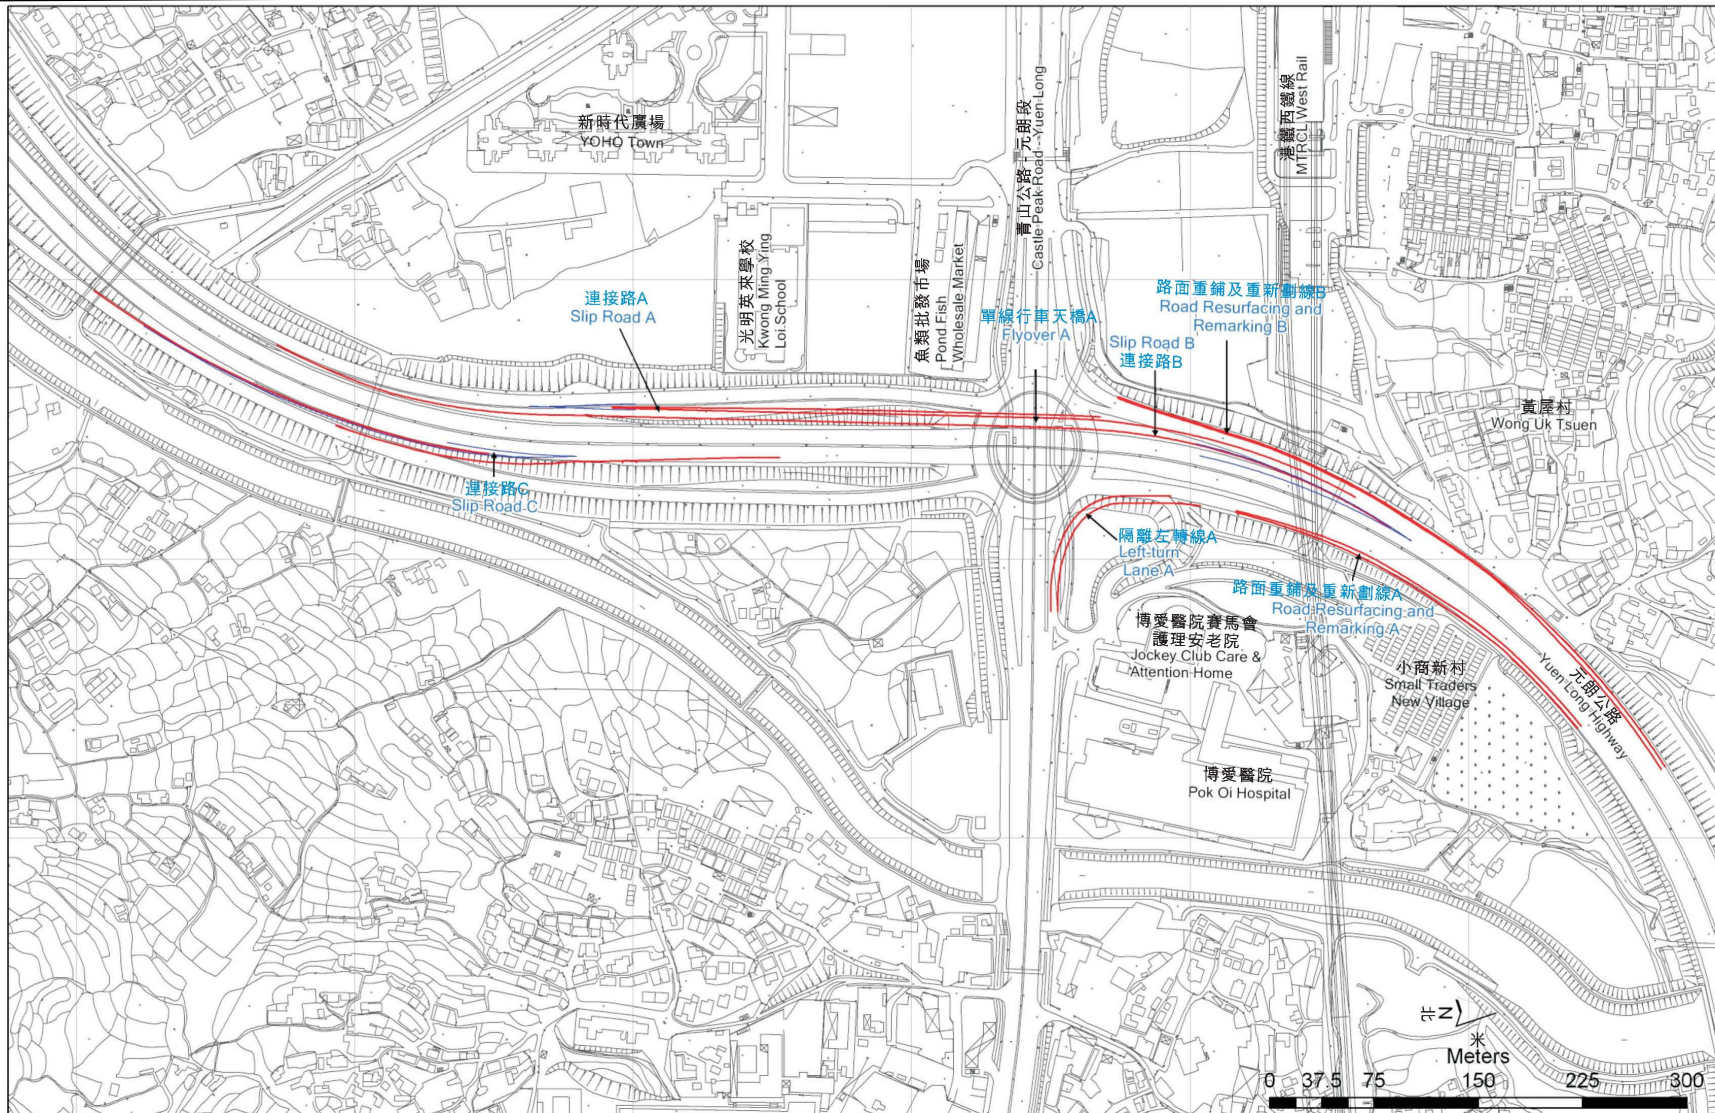 新時代廣場
YOHO Town
青山公路-元朗段
Castle Peak Road - Yuen Long
港鐵西鐵線
MTRCL West Rail
光明英來學校
Kwong Ming Ying
Loi School
魚類批發市場
Pond Fish
Wholesale Market
連接路A
Slip Road A
單線行車天橋A
Flyover A
路面重鋪及重新劃線B
Road Resurfacing and
Remarking B
Slip Road B
連接路B
黃屋村
Wong Uk Tsuen
連接路C
Slip Road C
隔離左轉線A
Left-turn
Lane A
路面重鋪及重新劃線A
Road Resurfacing and
Remarking A
博愛醫院賽馬會
護理安老院
Jockey Club Care &
Attention Home
小商新村
Small Traders
New Village
元朗公路
Yuen Long Highway
博愛醫院
Pok Oi Hospital
北 N
米
Meters
0 37.5 75 150 225 300